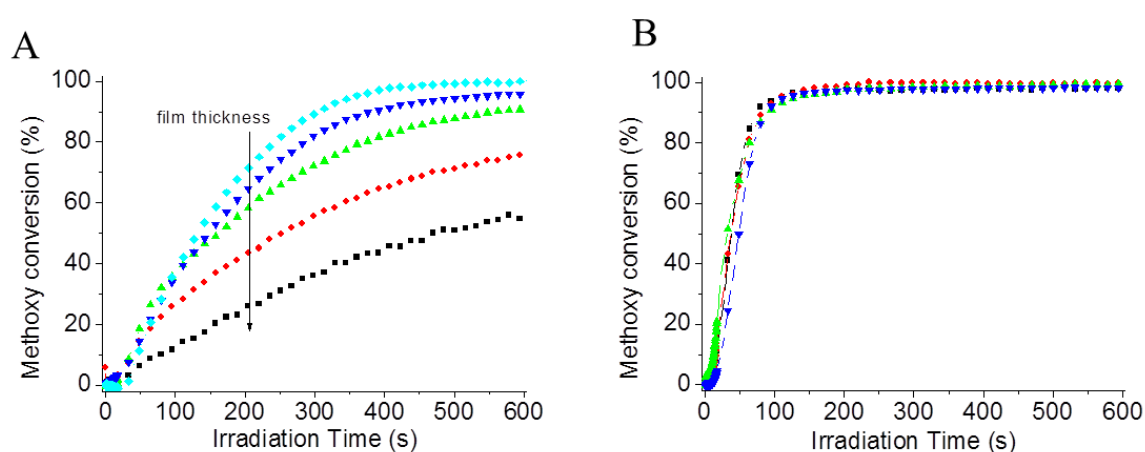 A
Methoxy conversion (%)
100
80
60
40
20
0
film thickness
0 100 200 300 400 500 600
Irradiation Time (s)
B
Methoxy conversion (%)
100
80
60
40
20
0
0 100 200 300 400 500 600
Irradiation Time (s)